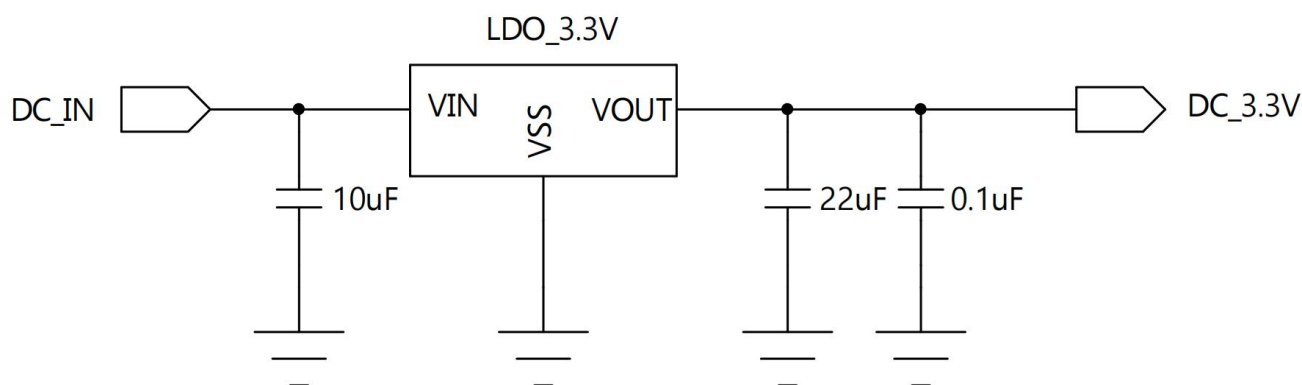 LDO_3.3V
DC_IN
VIN
VSS
VOUT
DC_3.3V
10uF
22uF
0.1uF